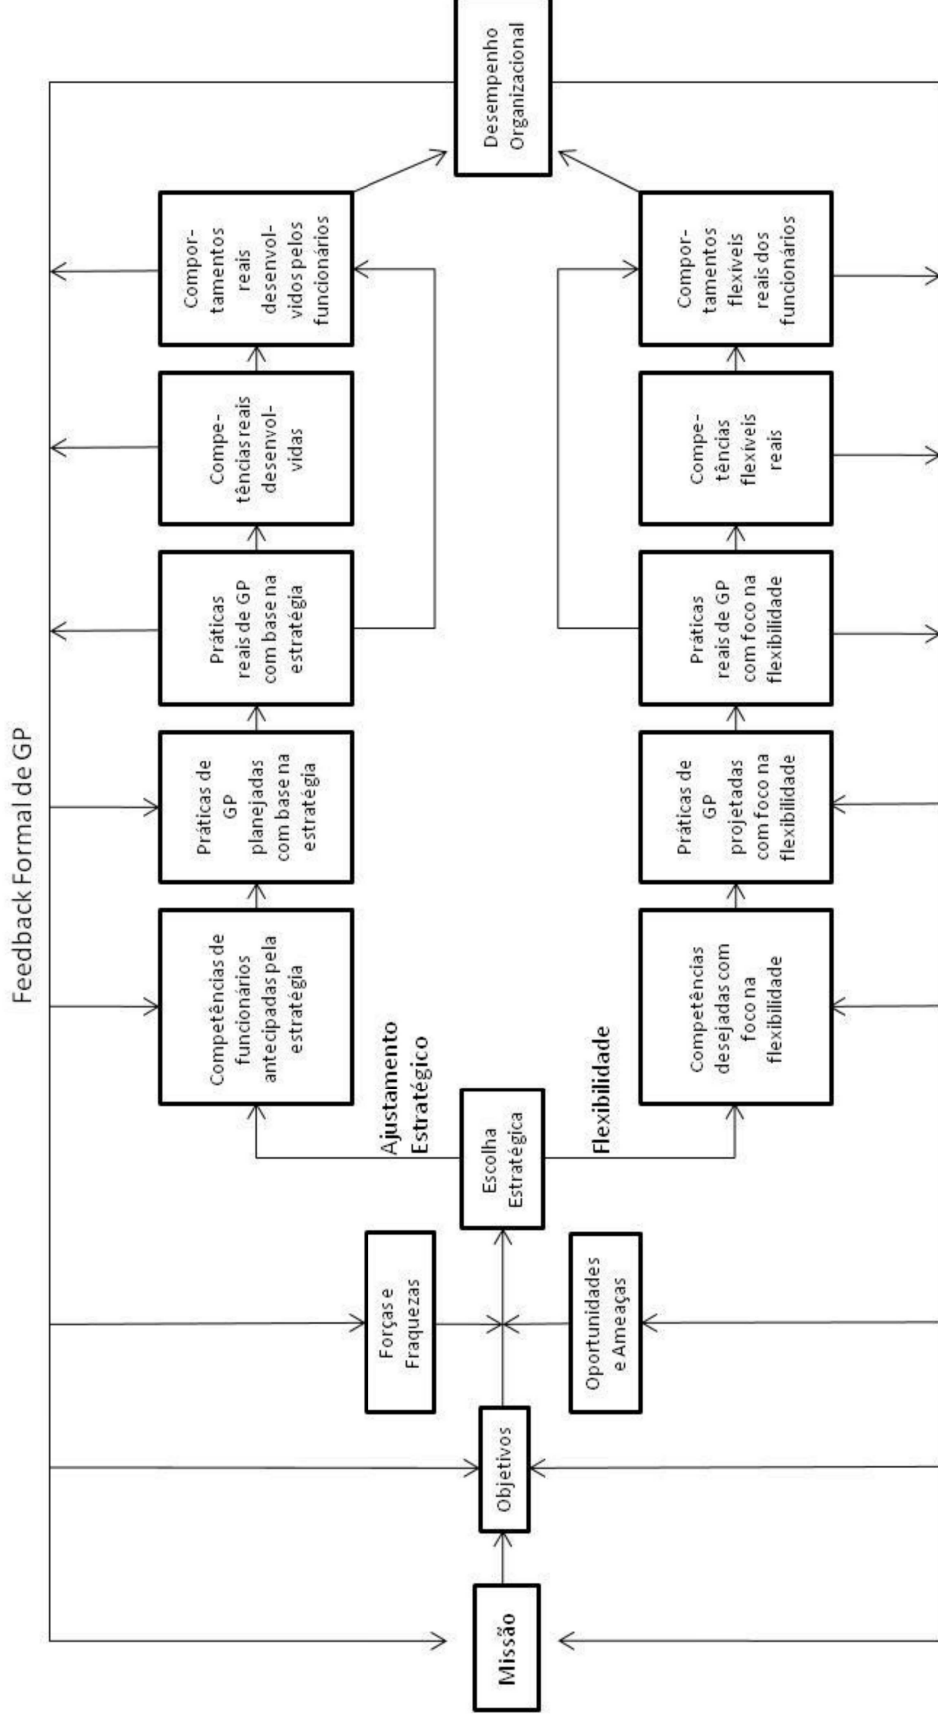 Feedback Formal de GP
Missão
Objetivos
Forças e
Fraquezas
Oportunidades
e Ameaças
Escolha
Estratégica
Ajustamento
Estratégico
Flexibilidade
Competências de
funcionários
antecipadas pela
estratégia
Práticas de
GP
planejadas
com base na
estratégia
Práticas
reais de GP
com base na
estratégia
Compe-
tências reais
desenvol-
vidas
Compor-
tamentos
reais
desenvol-
vidos pelos
funcionários
Competências
desejadas com
foco na
flexibilidade
Práticas de
GP
projetadas
com foco na
flexibilidade
Práticas
reais de GP
com foco na
flexibilidade
Compe-
tências
flexíveis
reais
Compor-
tamentos
flexíveis
reais dos
funcionários
Desempenho
Organizacional